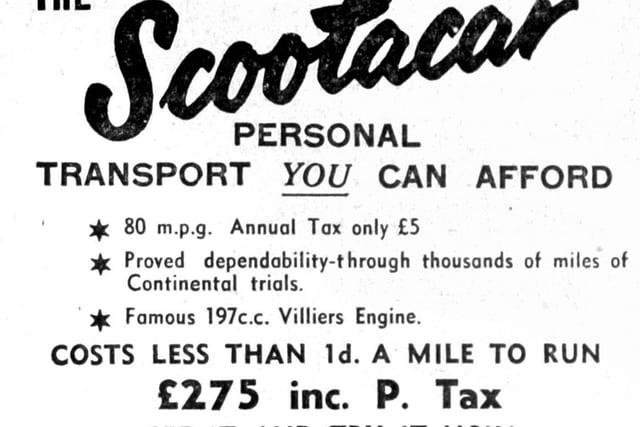 THE
Scootacar
PERSONAL
TRANSPORT YOU CAN AFFORD
80 m.p.g. Annual Tax only £5
Proved dependability-through thousands of miles of
Continental trials.
Famous 197c.c. Villiers Engine.
COSTS LESS THAN 1d. A MILE TO RUN
£275 inc. P. Tax